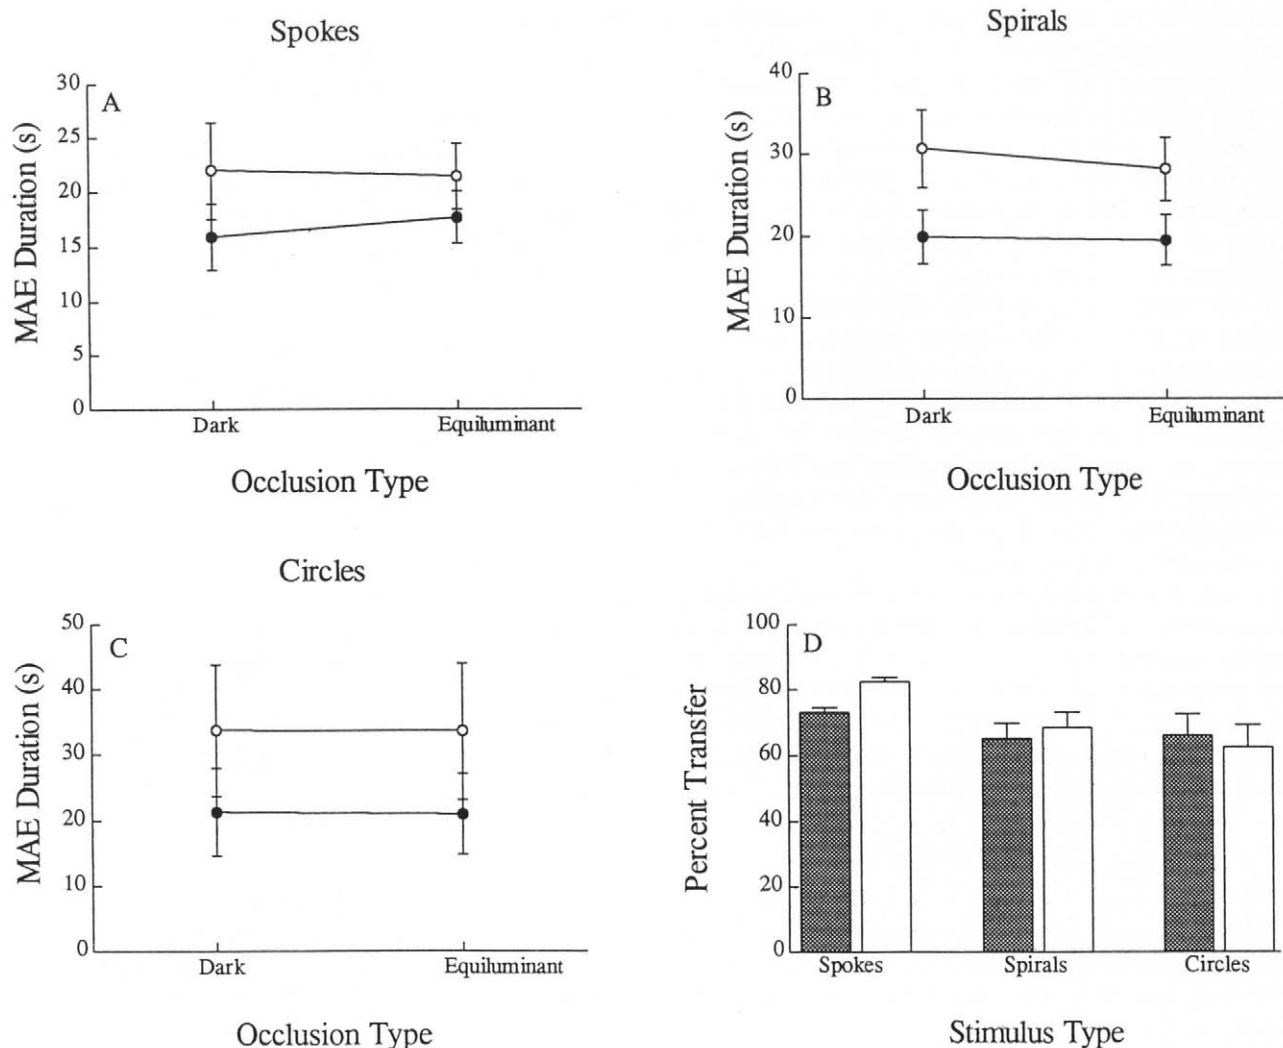 Spokes
A
MAE Duration (s)
30
25
20
15
10
5
0
Dark Equiluminant
Occlusion Type
Spirals
B
MAE Duration (s)
40
30
20
10
0
Dark Equiluminant
Occlusion Type
Circles
C
MAE Duration (s)
50
40
30
20
10
0
Dark Equiluminant
Occlusion Type
D
Percent Transfer
100
80
60
40
20
0
Spokes Spirals Circles
Stimulus Type